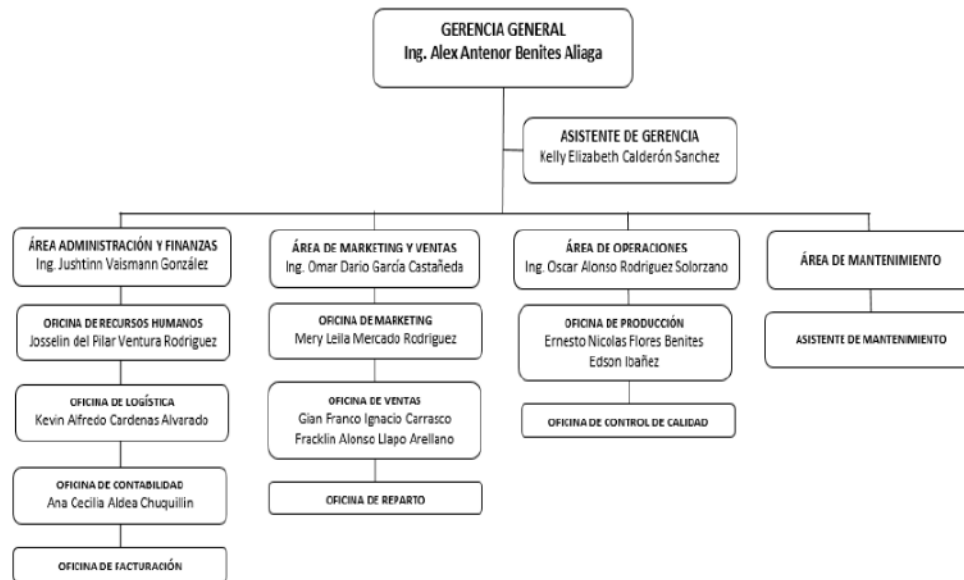 GERENCIA GENERAL
Ing. Alex Antenor Benites Aliaga
ASISTENTE DE GERENCIA
Kelly Elizabeth Calderón Sanchez
ÁREA ADMINISTRACIÓN Y FINANZAS
Ing. Jushtinn Vaismann González
OFICINA DE RECURSOS HUMANOS
Josselin del Pilar Ventura Rodriguez
OFICINA DE LOGÍSTICA
Kevin Alfredo Cardenas Alvarado
OFICINA DE CONTABILIDAD
Ana Cecilia Aldea Chuquillin
OFICINA DE FACTURACIÓN
ÁREA DE MARKETING Y VENTAS
Ing. Omar Dario García Castañeda
OFICINA DE MARKETING
Mery Leila Mercado Rodriguez
OFICINA DE VENTAS
Gian Franco Ignacio Carrasco
Fracklin Alonso Llapo Arellano
OFICINA DE REPARTO
ÁREA DE OPERACIONES
Ing. Oscar Alonso Rodriguez Solorzano
OFICINA DE PRODUCCIÓN
Ernesto Nicolas Flores Benites
Edson Ibañez
OFICINA DE CONTROL DE CALIDAD
ÁREA DE MANTENIMIENTO
ASISTENTE DE MANTENIMIENTO